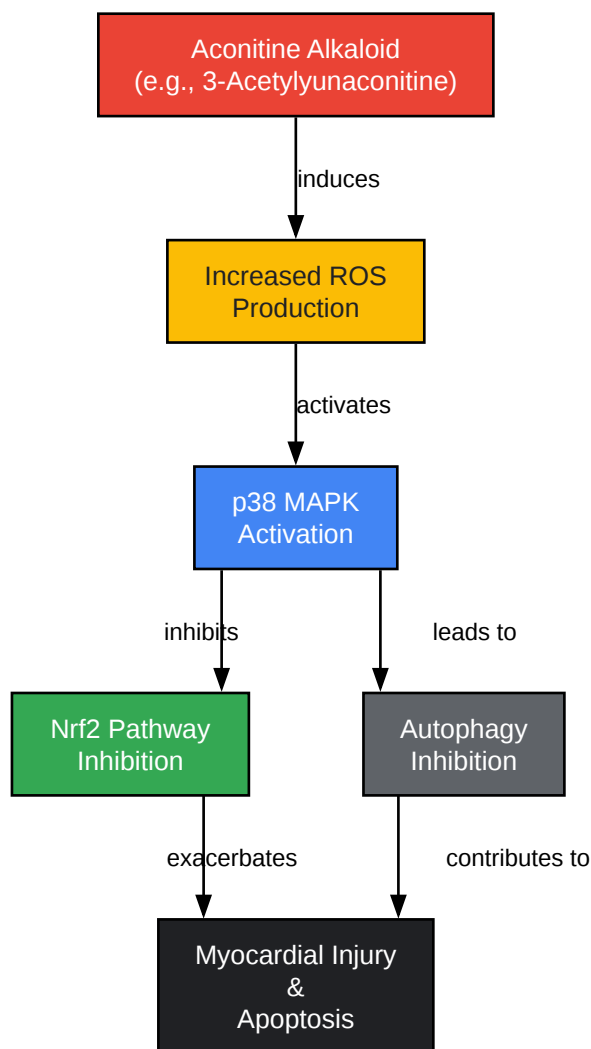 Aconitine Alkaloid
(e.g., 3-Acetylyunaconitine)
induces
Increased ROS
Production
activates
p38 MAPK
Activation
inhibits
leads to
Nrf2 Pathway
Inhibition
Autophagy
Inhibition
exacerbates
contributes to
Myocardial Injury
&
Apoptosis